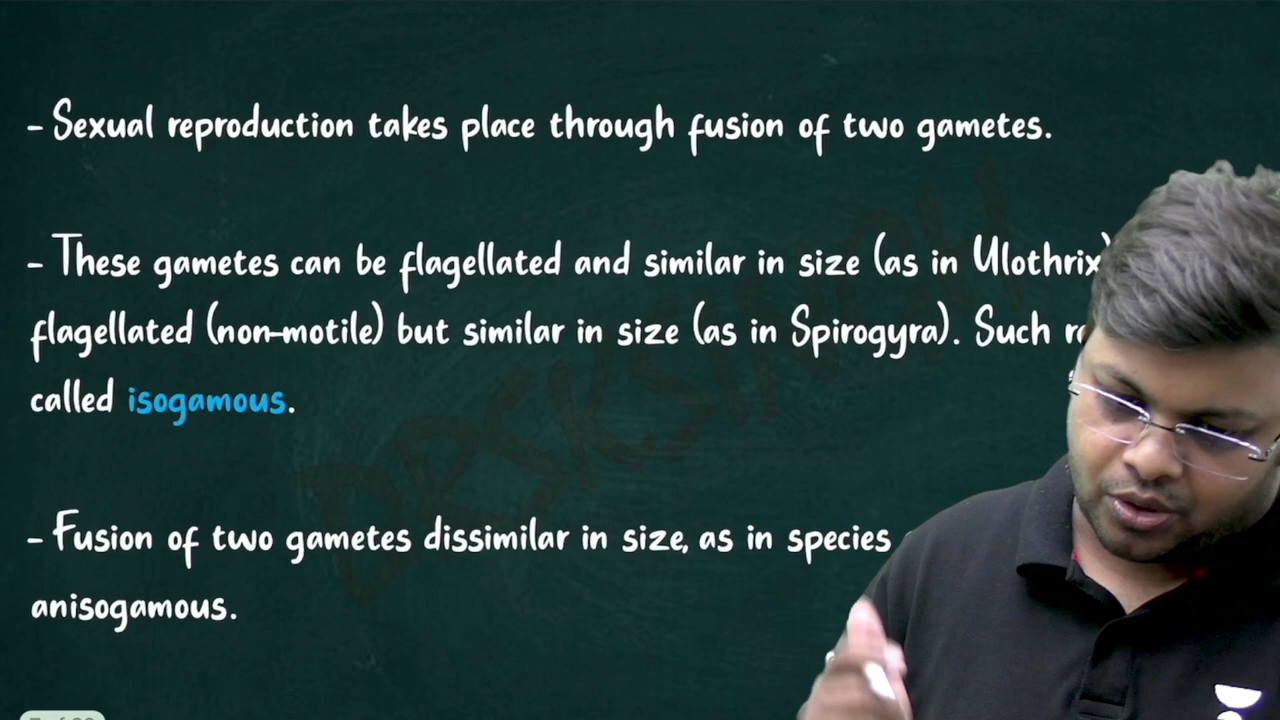 - Sexual reproduction takes place through fusion of two gametes.
- These gametes can be flagellated and similar in size (as in Ulothrix)
flagellated (non-motile) but similar in size (as in Spirogyra). Such
called isogamous.
- Fusion of two gametes dissimilar in size, as in species
anisogamous.